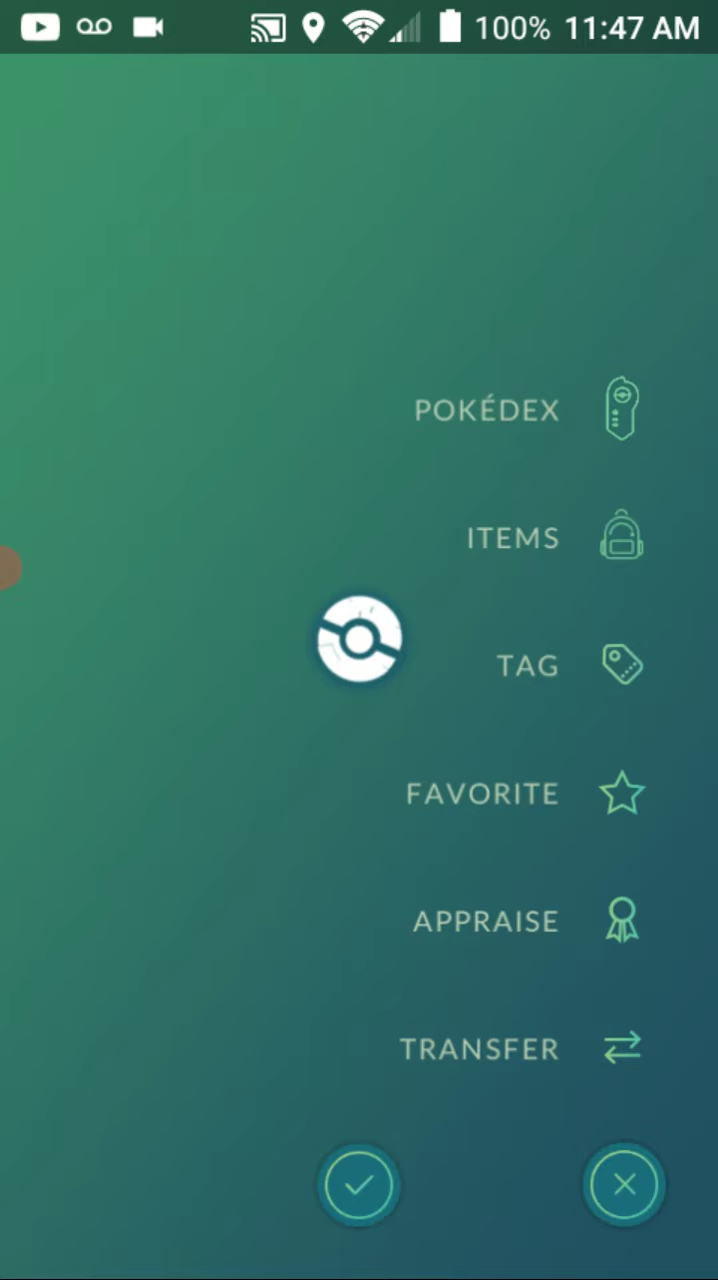 100% 11:47 AM
POKÉDEX
ITEMS
TAG
FAVORITE
APPRAISE
TRANSFER